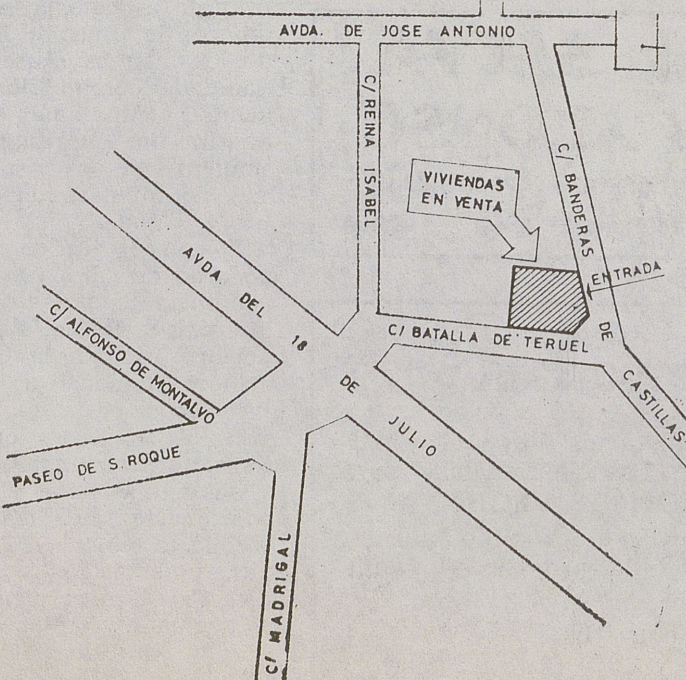 AVDA. DE JOSE ANTONIO
C/ REINA ISABEL
C/ BANDERAS DE CASTILLAS
VIVIENDAS
EN VENTA
ENTRADA
AVDA. DEL 18 DE JULIO
C/ BATALLA DE TERUEL
C/ ALFONSO DE MONTALVO
PASEO DE S. ROQUE
C/ MADRIGAL